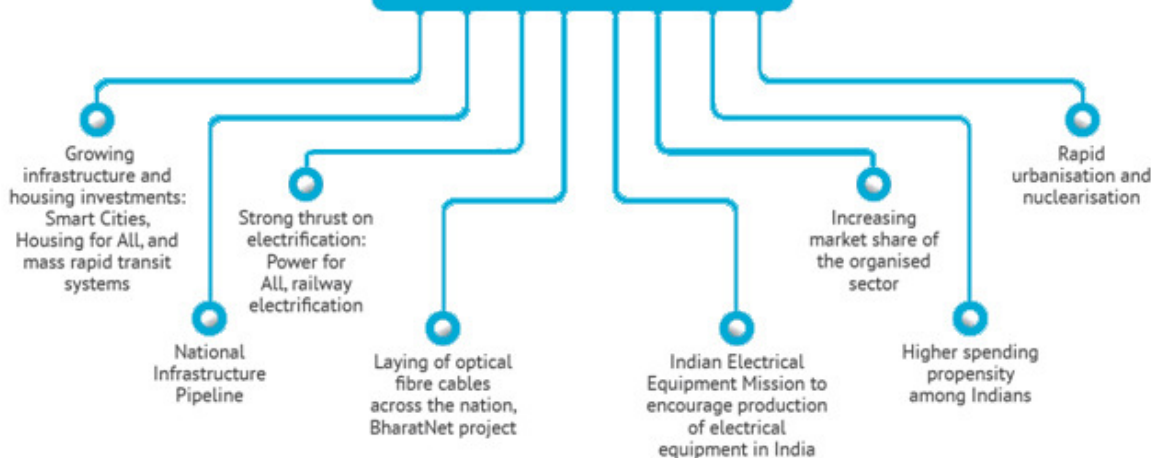 Growing
infrastructure and
housing investments:
Smart Cities,
Housing for All, and
mass rapid transit
systems
National
Infrastructure
Pipeline
Strong thrust on
electrification:
Power for
All, railway
electrification
Laying of optical
fibre cables
across the nation,
BharatNet project
Indian Electrical
Equipment Mission to
encourage production
of electrical
equipment in India
Increasing
market share of
the organised
sector
Higher spending
propensity
among Indians
Rapid
urbanisation and
nuclearisation